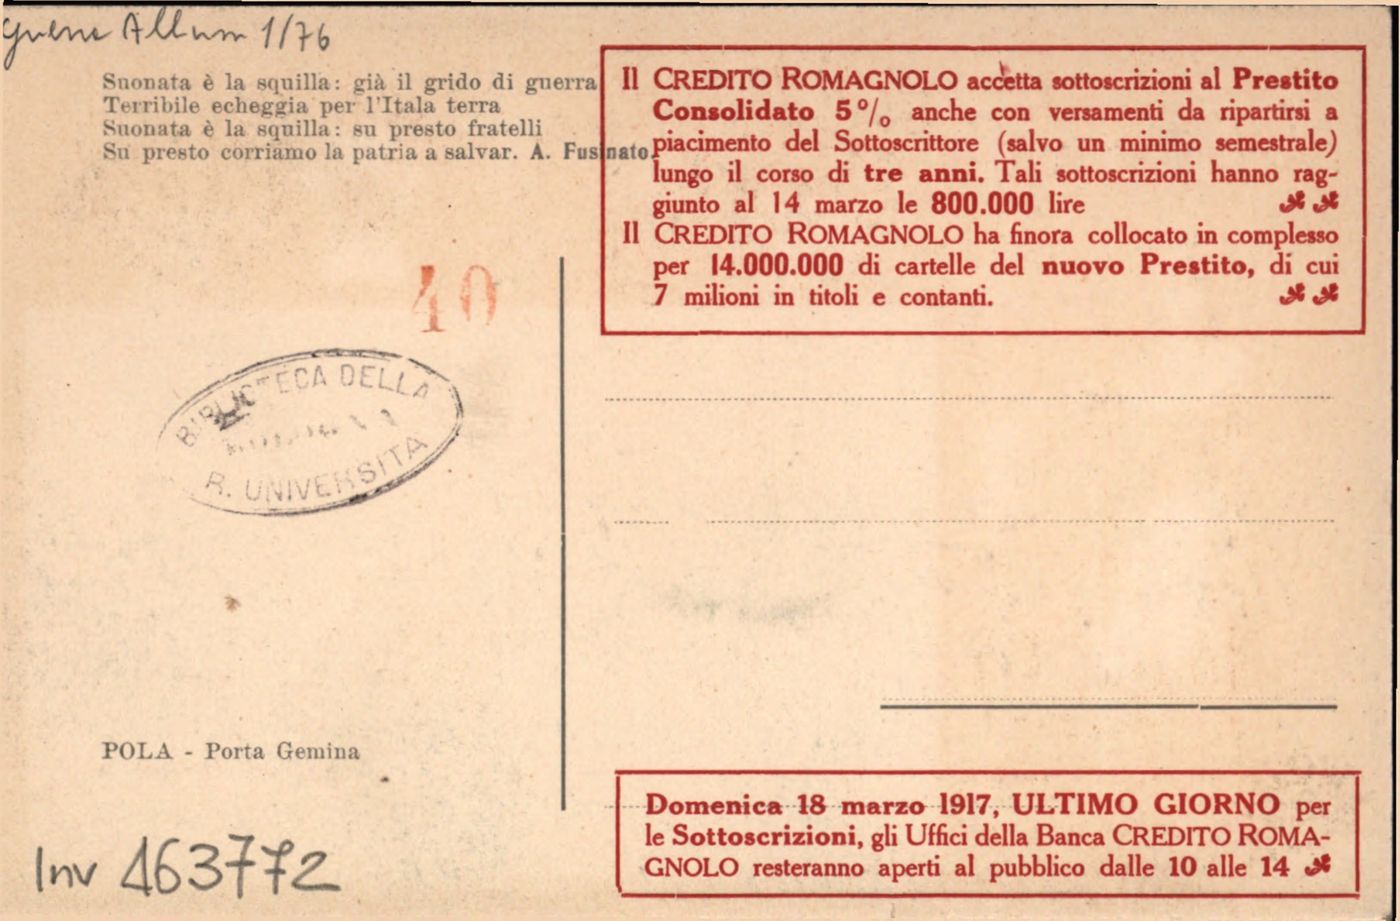 Album 1/76
Suonata è la squilla: già il grido di guerra
Terribile echeggia per l'Itala terra
Suonata è la squilla: su presto fratelli
Su presto corriamo la patria a salvar. A. Fusinato.
Il CREDITO ROMAGNOLO accetta sottoscrizioni al Prestito
Consolidato 5% anche con versamenti da ripartirsi a
piacimento del Sottoscrittore (salvo un minimo semestrale)
lungo il corso di tre anni. Tali sottoscrizioni hanno rag-
giunto al 14 marzo le 800.000 lire
Il CREDITO ROMAGNOLO ha finora collocato in complesso
per 14.000.000 di cartelle del nuovo Prestito, di cui
7 milioni in titoli e contanti.
40
BIBLIOTECA DELLA
R. UNIVERSITA
POLA - Porta Gemina
Inv 463772
Domenica 18 marzo 1917, ULTIMO GIORNO per
le Sottoscrizioni, gli Uffici della Banca CREDITO ROMA-
GNOLO resteranno aperti al pubblico dalle 10 alle 14